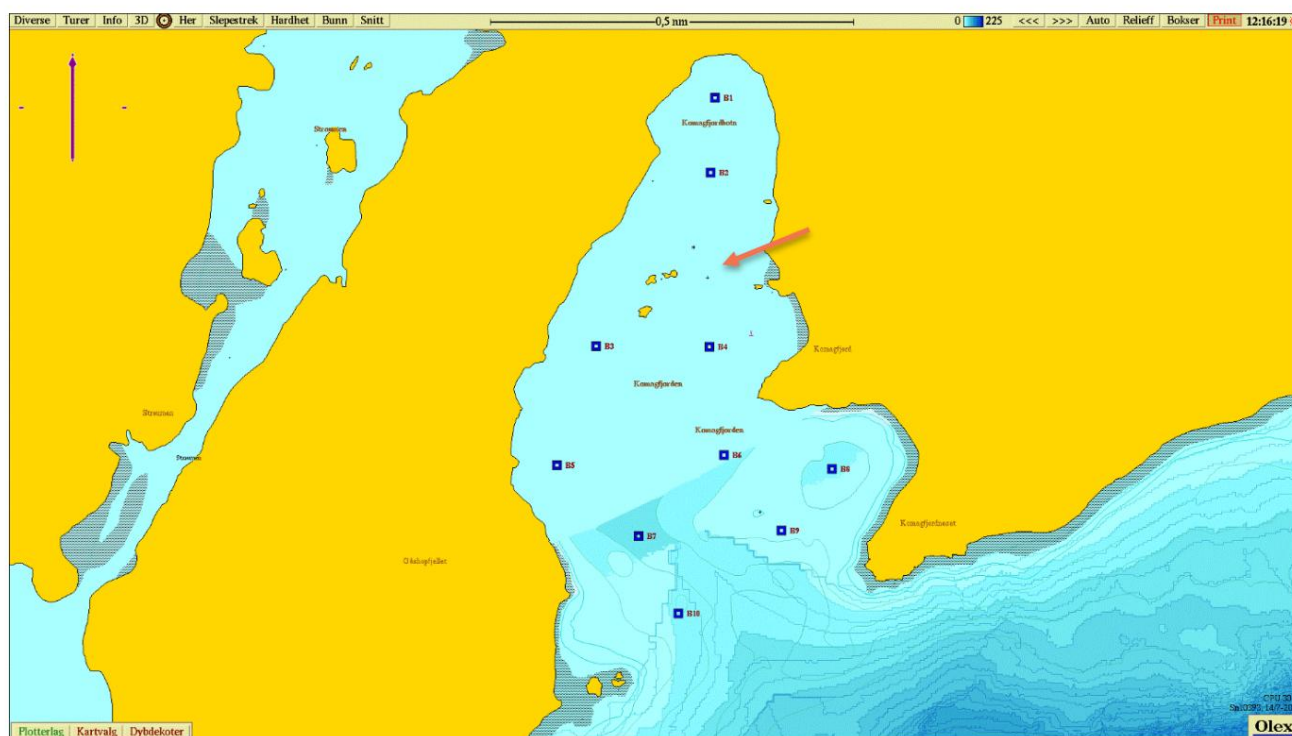 Diverse Turer Info 3D Her Slepestrek Hardhet Bunn Snitt 0,5 nm 0 225 <<< >>> Auto Relieff Bokser Print 12:16:19
B1
Komagfjordbotn
Straumen
B2
B3
B4
Komagfjord
Komagfjorden
Komagfjorden
B6
B5
B8
Komagfjordneset
B9
B7
B10
Plotterlag Kartvalg Dybdekoter
Olex